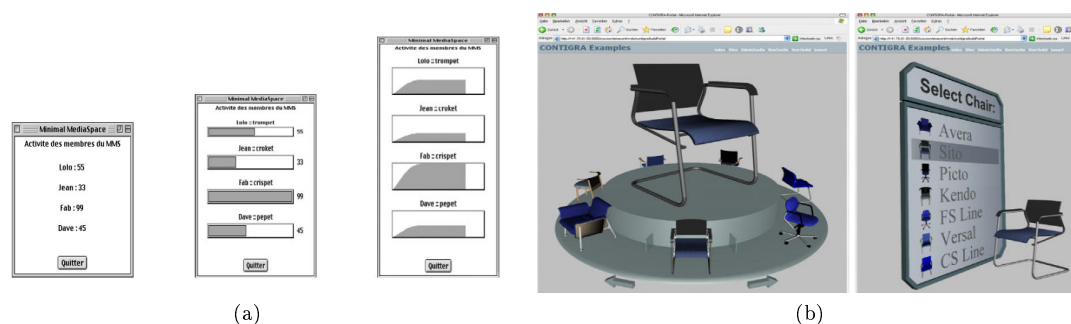 Minimal MediaSpace
Activite des membres du MMS
Lolo : 55
Jean : 33
Fab : 99
Dave : 45
Quitter
Minimal MediaSpace
Activite des membres du MMS
Lolo :: trompet
55
Jean :: croket
33
Fab :: crispet
99
Dave :: pepet
45
Quitter
Minimal MediaSpace
Activite des membres du MMS
Lolo :: trompet
Jean :: croket
Fab :: crispet
Dave :: pepet
Quitter
(a)
CONTIGRA Examples
CONTIGRA Examples
Select Chair:
Avera
Sito
Picto
Kendo
FS Line
Versal
CS Line
(b)